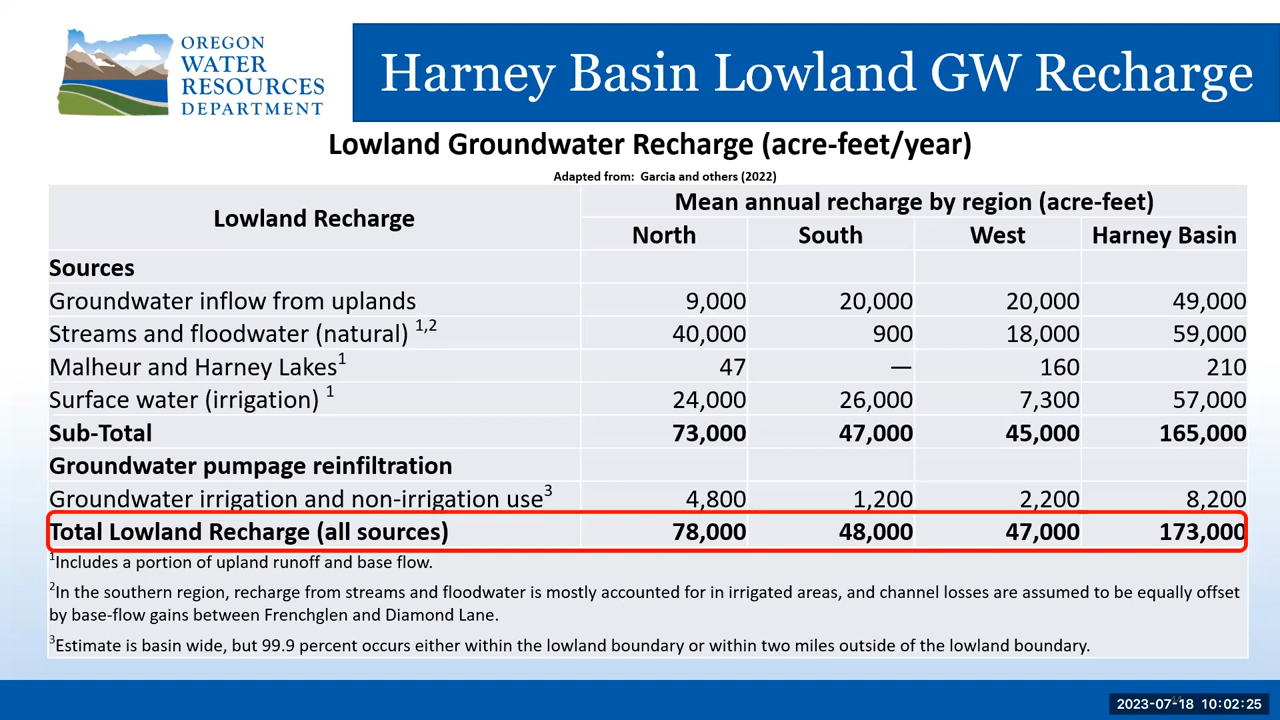 OREGON
WATER
RESOURCES
DEPARTMENT
Harney Basin Lowland GW Recharge
Lowland Groundwater Recharge (acre-feet/year)
Adapted from: Garcia and others (2022)
Lowland Recharge
Mean annual recharge by region (acre-feet)
North South West Harney Basin
Sources
Groundwater inflow from uplands 9,000 20,000 20,000 49,000
Streams and floodwater (natural) 1,2 40,000 900 18,000 59,000
Malheur and Harney Lakes1 47 — 160 210
Surface water (irrigation) 1 24,000 26,000 7,300 57,000
Sub-Total 73,000 47,000 45,000 165,000
Groundwater pumpage reinfiltration
Groundwater irrigation and non-irrigation use3 4,800 1,200 2,200 8,200
Total Lowland Recharge (all sources) 78,000 48,000 47,000 173,000
1Includes a portion of upland runoff and base flow.
2In the southern region, recharge from streams and floodwater is mostly accounted for in irrigated areas, and channel losses are assumed to be equally offset
by base-flow gains between Frenchglen and Diamond Lane.
3Estimate is basin wide, but 99.9 percent occurs either within the lowland boundary or within two miles outside of the lowland boundary.
2023-07-18 10:02:25